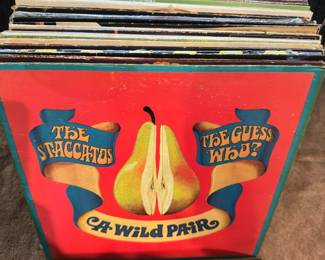 THE
STACCATOS
THE GUESS
WHO?
A WiLd PAiR